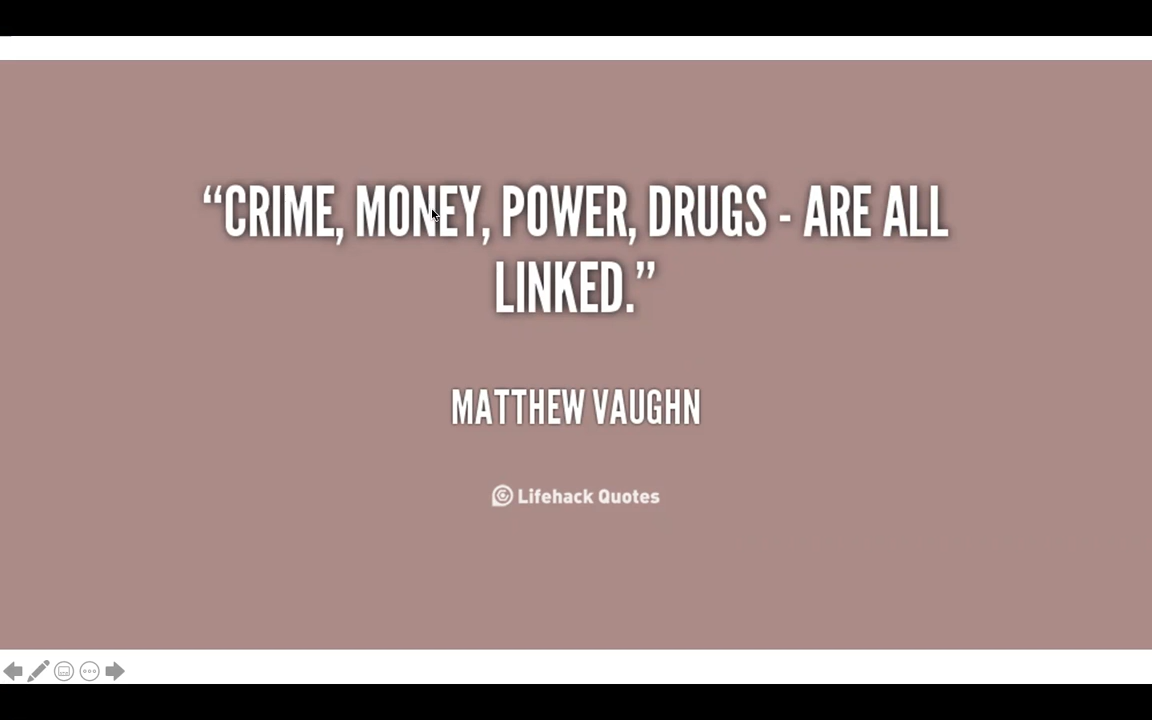 “CRIME, MONEY, POWER, DRUGS - ARE ALL
LINKED.”
MATTHEW VAUGHN
Lifehack Quotes